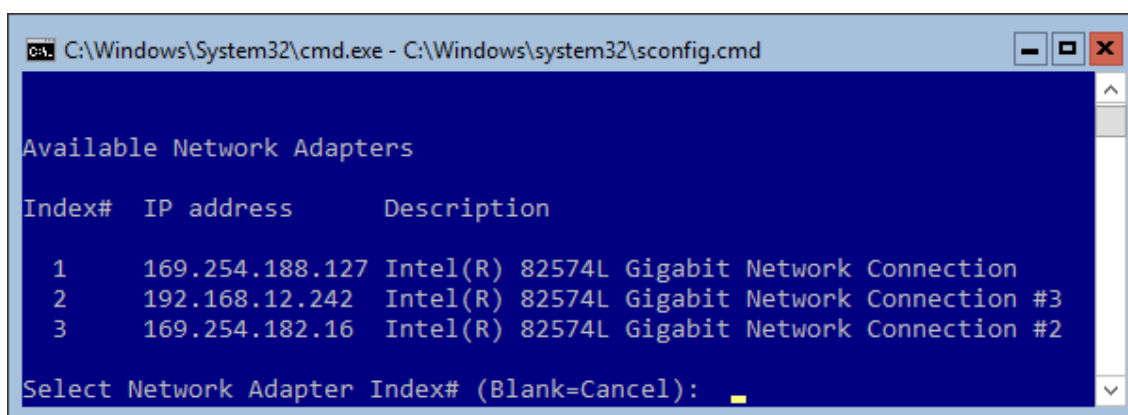 C:\Windows\System32\cmd.exe - C:\Windows\system32\sconfig.cmd
Available Network Adapters
Index#  IP address      Description
1     169.254.188.127 Intel(R) 82574L Gigabit Network Connection
2     192.168.12.242  Intel(R) 82574L Gigabit Network Connection #3
3     169.254.182.16  Intel(R) 82574L Gigabit Network Connection #2
Select Network Adapter Index# (Blank=Cancel):  _